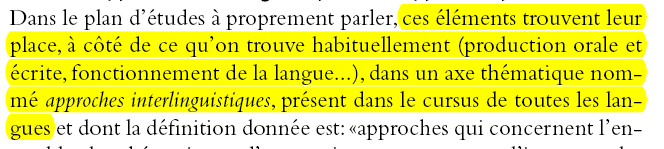 Dans le plan d’études à proprement parler, ces éléments trouvent leur
place, à côté de ce qu’on trouve habituellement (production orale et
écrite, fonctionnement de la langue...), dans un axe thématique nom-
mé approches interlinguistiques, présent dans le cursus de toutes les lan-
gues et dont la définition donnée est: «approches qui concernent l’en-